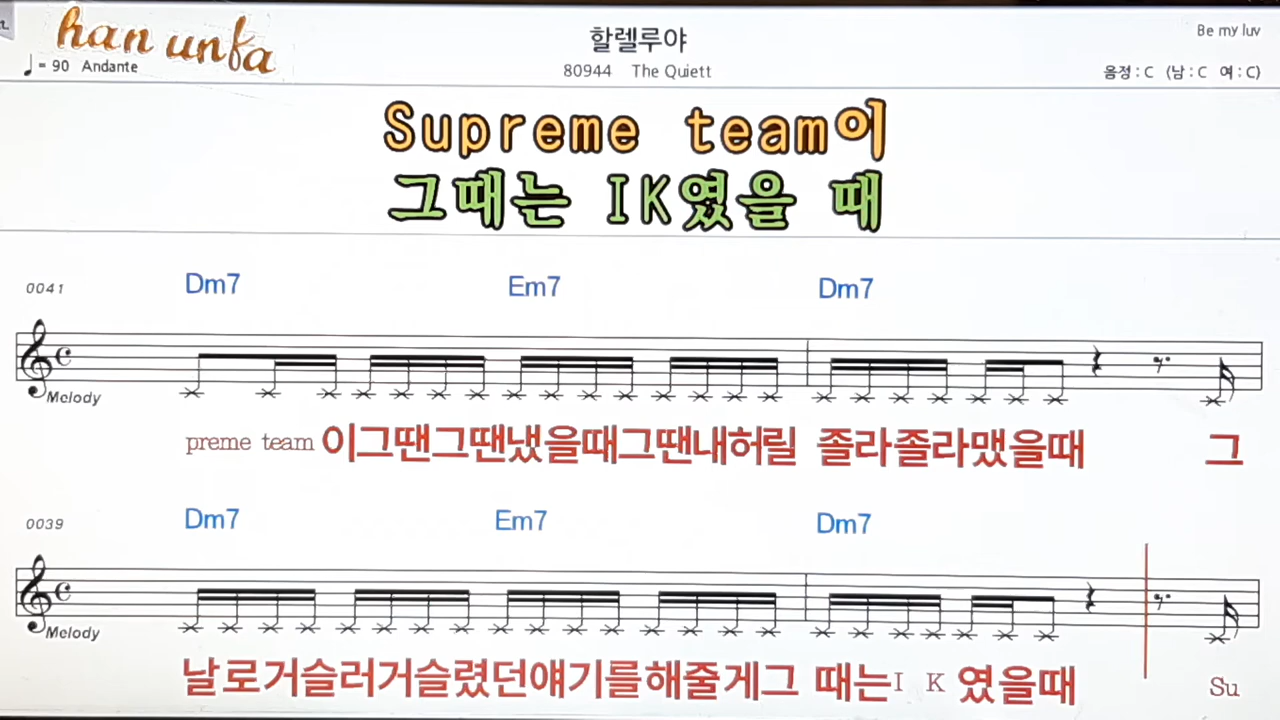 han unfa
할렐루야
Be my luv
♩= 90 Andante
80944 The Quiett
음정 : C (남 : C 여 : C)
Supreme team이
그때는 IK였을 때
0041
Dm7 Em7 Dm7
Melody
preme team 이그땐그땐냈을때그땐내허릴 졸라졸라맸을때 그
0039
Dm7 Em7 Dm7
Melody
날로거슬러거슬렸던얘기를해줄게그 때는I K 였을때 Su